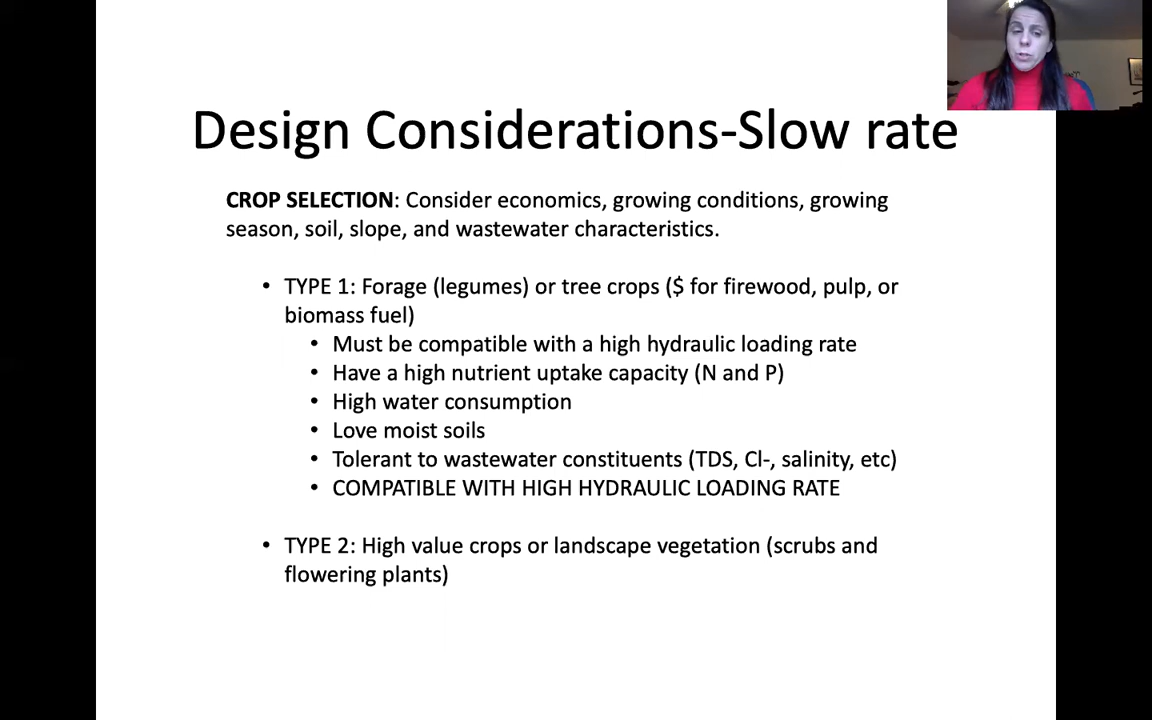 Design Considerations-Slow rate
CROP SELECTION: Consider economics, growing conditions, growing
season, soil, slope, and wastewater characteristics.
• TYPE 1: Forage (legumes) or tree crops ($ for firewood, pulp, or
biomass fuel)
• Must be compatible with a high hydraulic loading rate
• Have a high nutrient uptake capacity (N and P)
• High water consumption
• Love moist soils
• Tolerant to wastewater constituents (TDS, Cl-, salinity, etc)
• COMPATIBLE WITH HIGH HYDRAULIC LOADING RATE
• TYPE 2: High value crops or landscape vegetation (scrubs and
flowering plants)